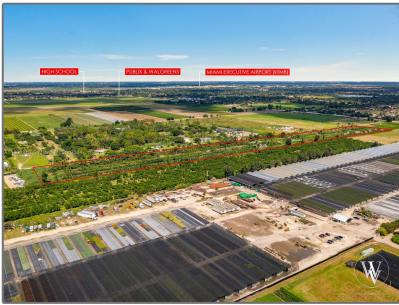 HIGH SCHOOL
PUBLIX & WALGREENS
MIAMI EXECUTIVE AIRPORT (KTMB)